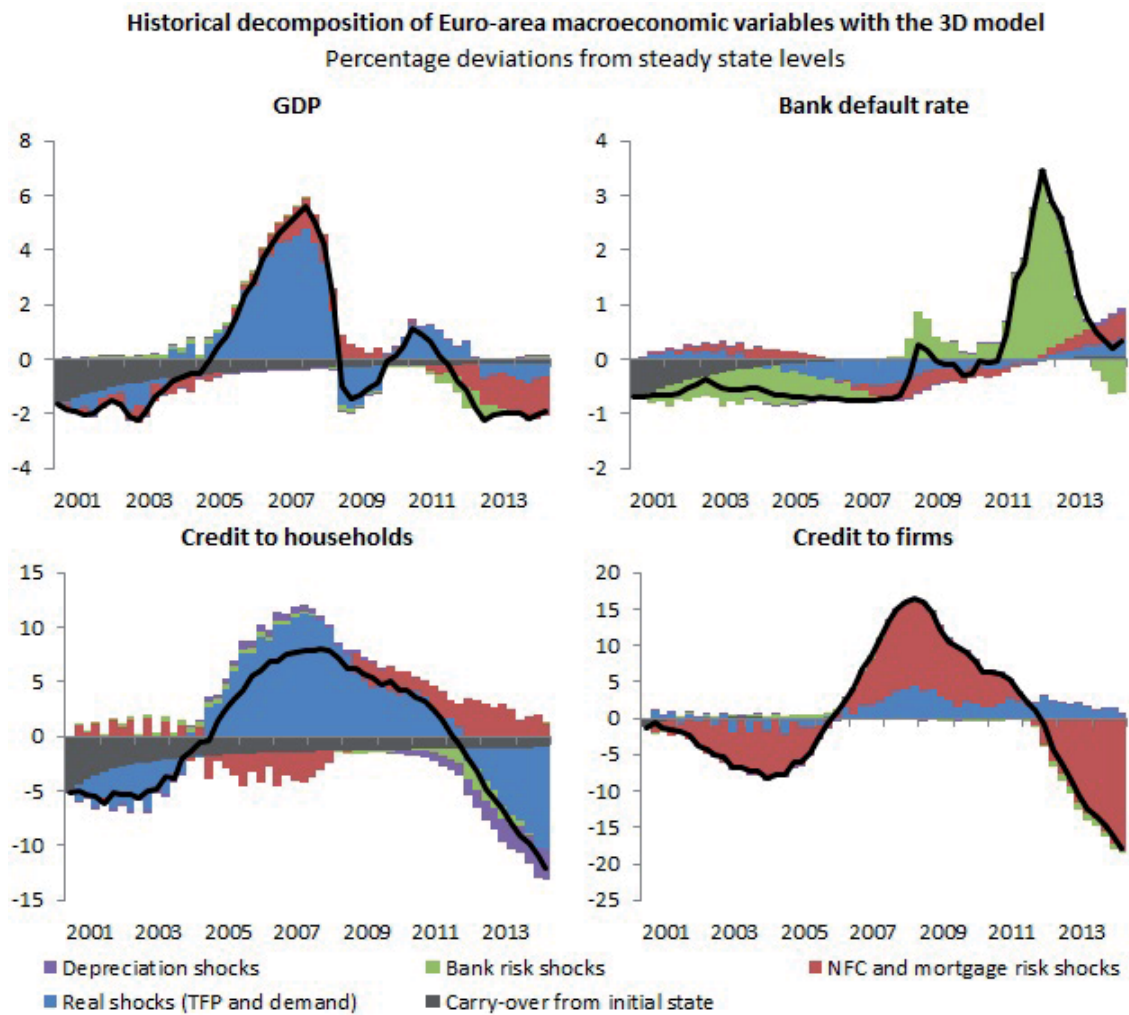 Historical decomposition of Euro-area macroeconomic variables with the 3D model
Percentage deviations from steady state levels
GDP
8
6
4
2
0
-2
-4
2001 2003 2005 2007 2009 2011 2013
Bank default rate
4
3
2
1
0
-1
-2
2001 2003 2005 2007 2009 2011 2013
Credit to households
15
10
5
0
-5
-10
-15
2001 2003 2005 2007 2009 2011 2013
Credit to firms
20
15
10
5
0
-5
-10
-15
-20
-25
2001 2003 2005 2007 2009 2011 2013
Depreciation shocks
Bank risk shocks
NFC and mortgage risk shocks
Real shocks (TFP and demand)
Carry-over from initial state